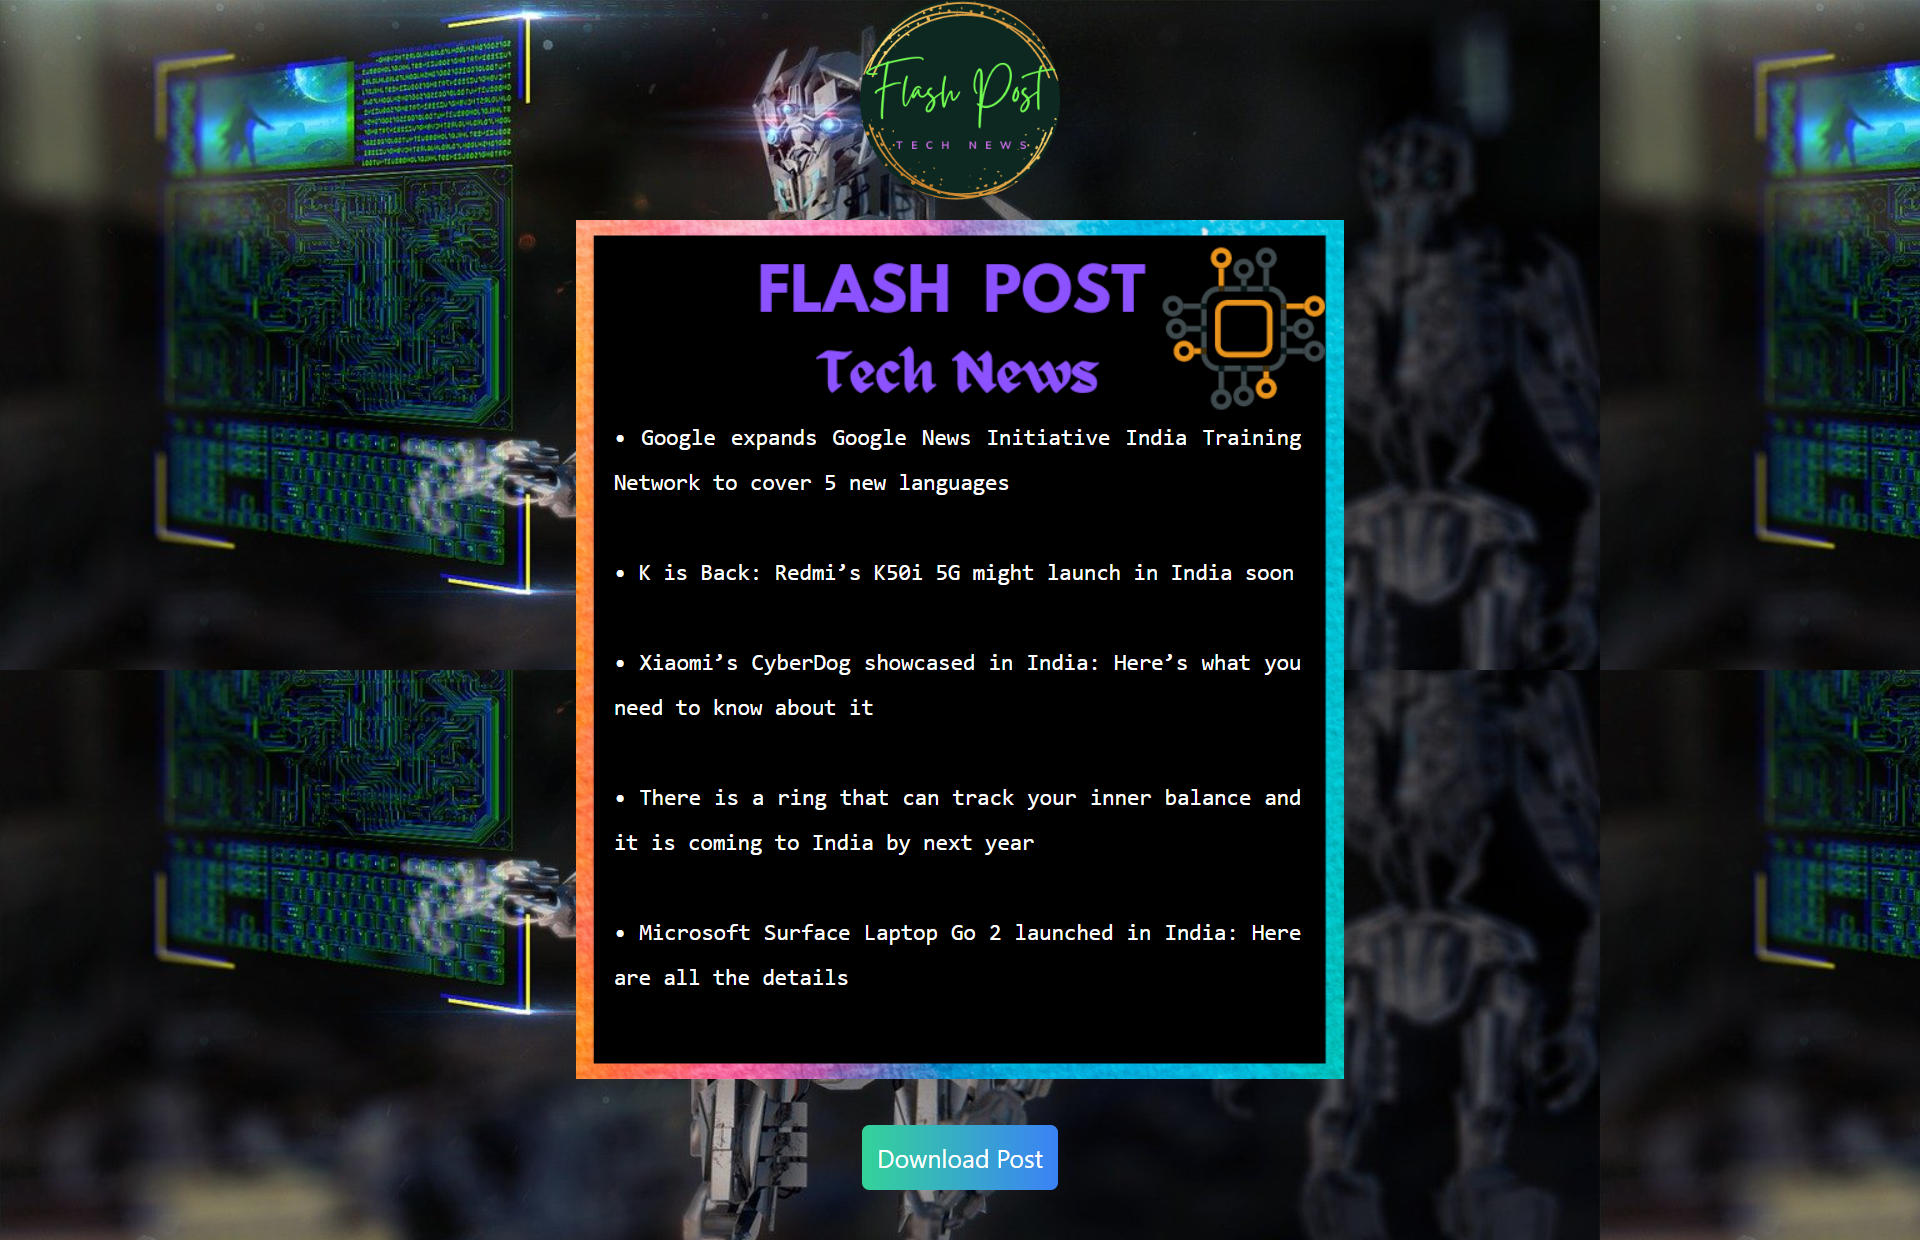 Flash Post
TECH NEWS
FLASH POST
Tech News
• Google expands Google News Initiative India Training
Network to cover 5 new languages
• K is Back: Redmi’s K50i 5G might launch in India soon
• Xiaomi’s CyberDog showcased in India: Here’s what you
need to know about it
• There is a ring that can track your inner balance and
it is coming to India by next year
• Microsoft Surface Laptop Go 2 launched in India: Here
are all the details
Download Post